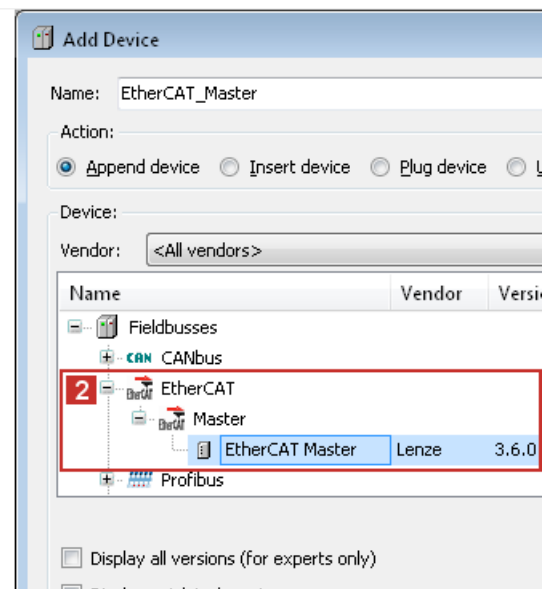 Add Device
Name: EtherCAT_Master
Action:
Append device Insert device Plug device
Device:
Vendor: <All vendors>
Name Vendor Versi
Fieldbusses
CAN CANbus
2 EtherCAT EtherCAT
EtherCAT Master
EtherCAT Master Lenze 3.6.0
Profibus
Display all versions (for experts only)